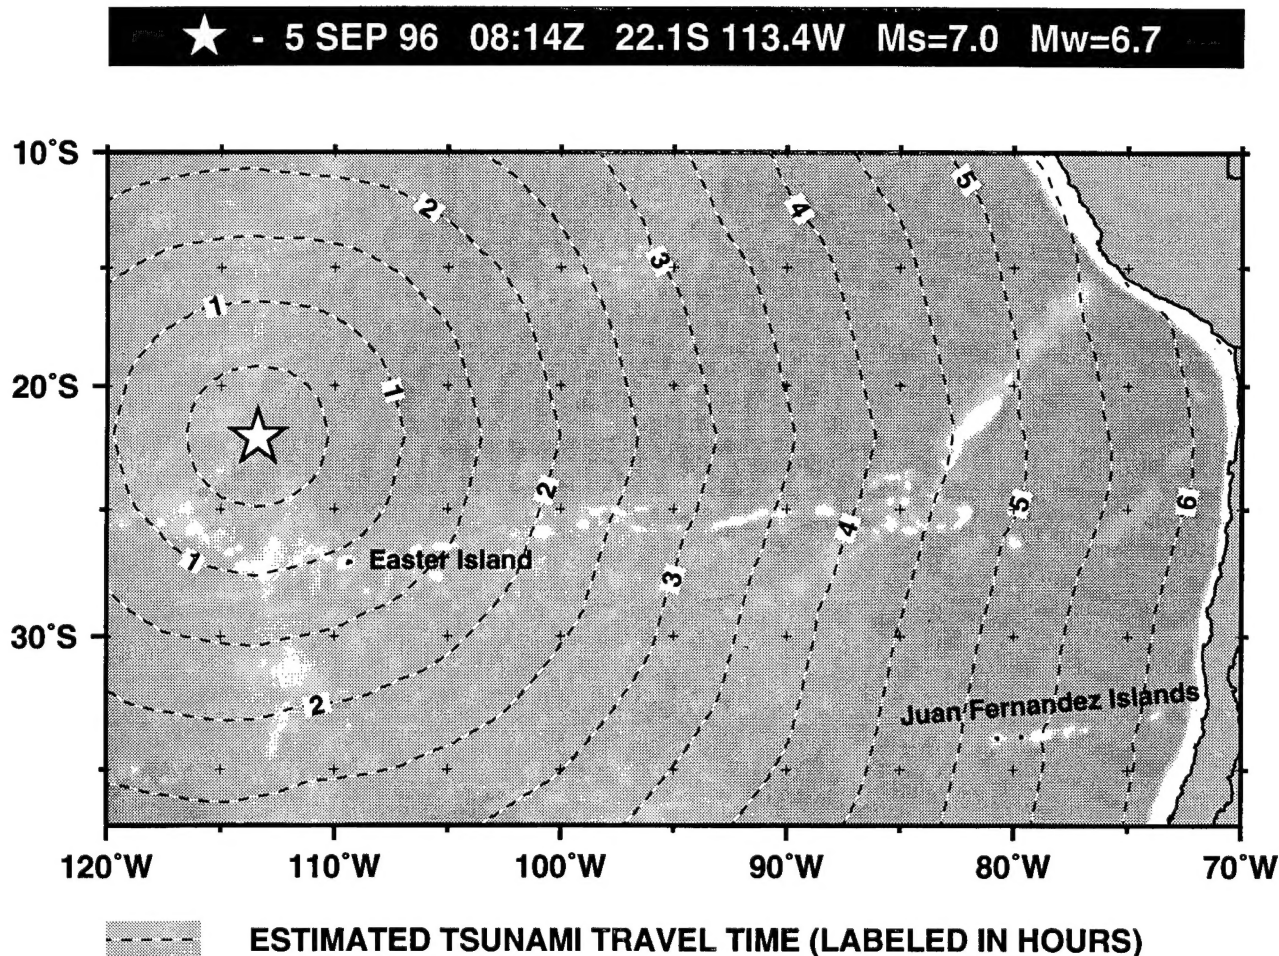 ★ - 5 SEP 96 08:14Z 22.1S 113.4W Ms=7.0 Mw=6.7
10°S
20°S
30°S
5
2
4
3
1
1
2
5
6
4
1
Easter Island
3
2
Juan Fernandez Islands
120°W 110°W 100°W 90°W 80°W 70°W
ESTIMATED TSUNAMI TRAVEL TIME (LABELED IN HOURS)